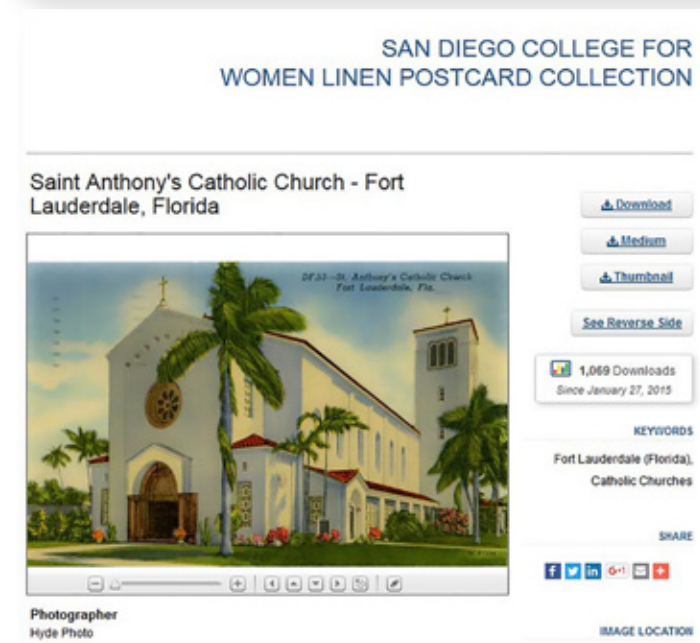 SAN DIEGO COLLEGE FOR
WOMEN LINEN POSTCARD COLLECTION
Saint Anthony's Catholic Church - Fort
Lauderdale, Florida
Download
Medium
Thumbnail
See Reverse Side
1,069 Downloads
Since January 27, 2015
KEYWORDS
Fort Lauderdale (Florida),
Catholic Churches
SHARE
DF33—St. Anthony's Catholic Church
Fort Lauderdale, Fla.
G+1
Photographer
Hyde Photo
IMAGE LOCATION